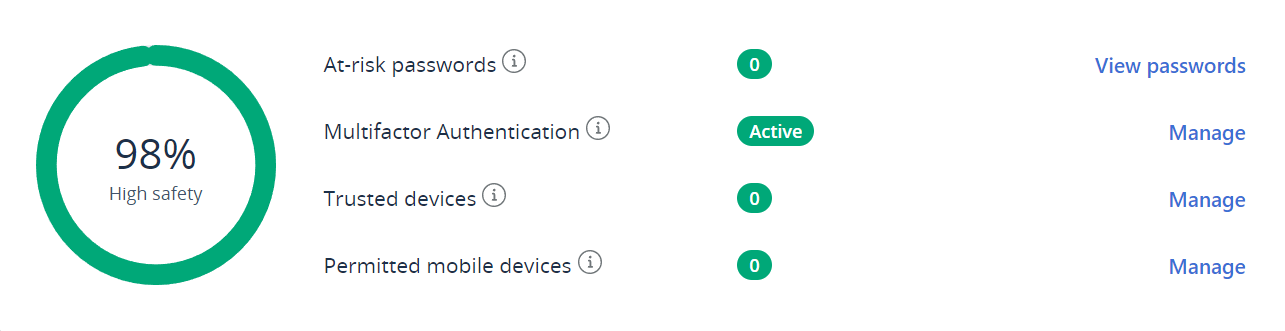 At-risk passwords 0 View passwords
Multifactor Authentication Active Manage
98%
High safety
Trusted devices 0 Manage
Permitted mobile devices 0 Manage